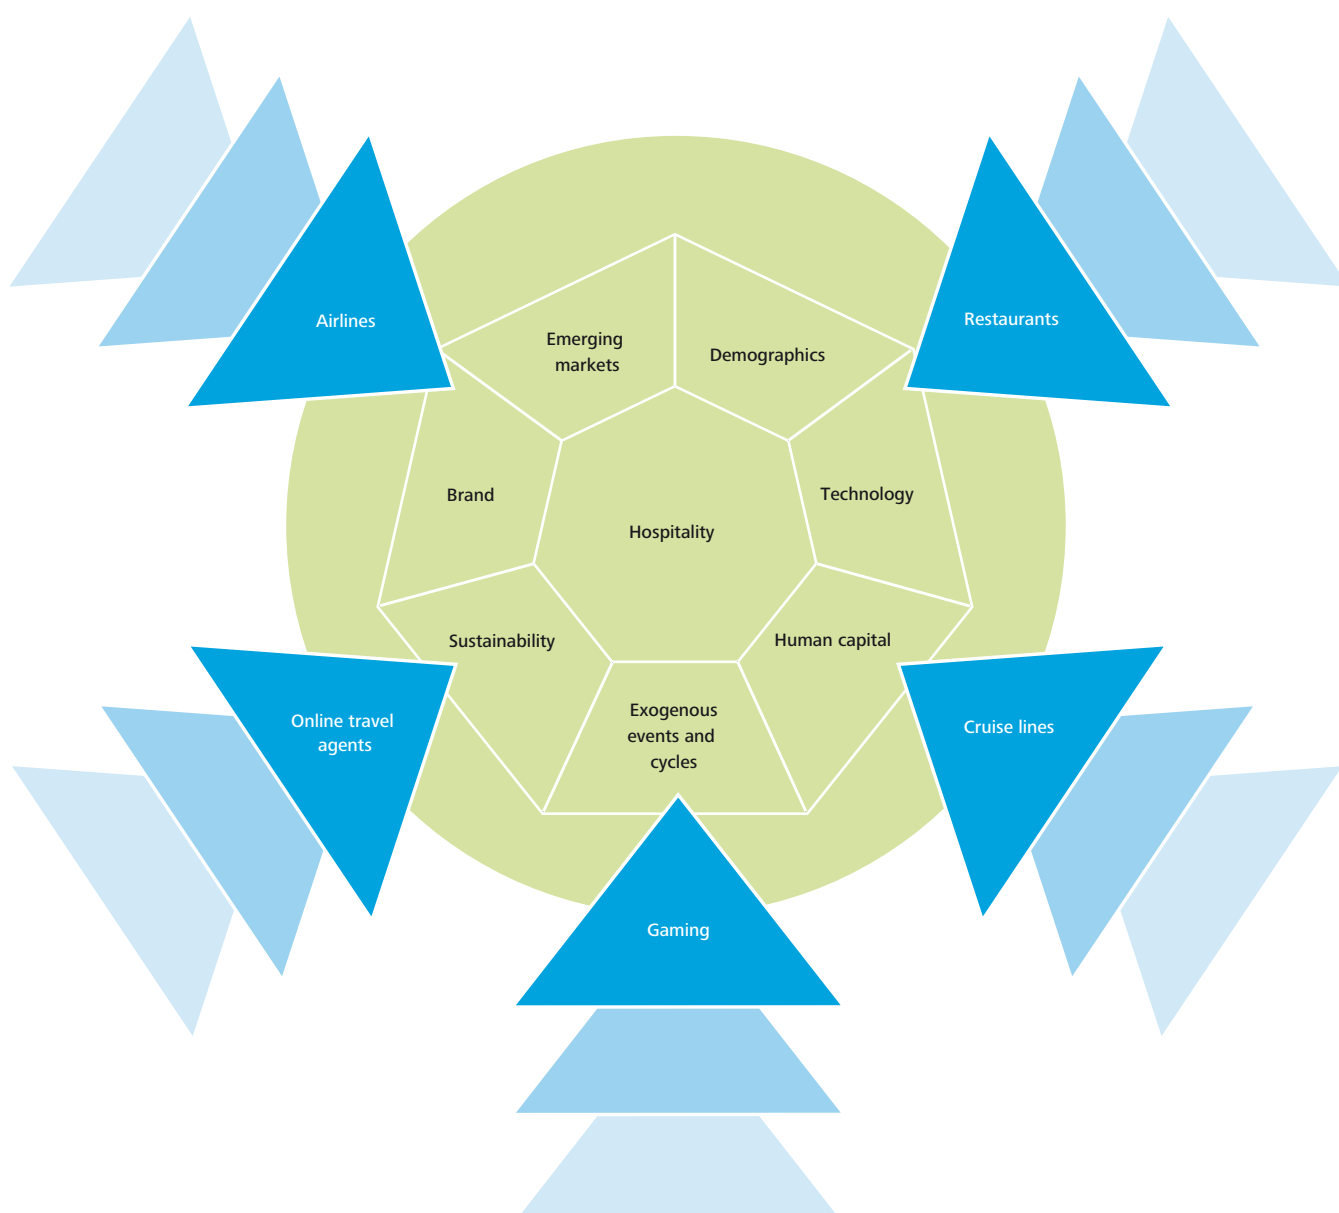 Airlines
Restaurants
Emerging
markets
Demographics
Brand
Technology
Hospitality
Sustainability
Human capital
Exogenous
events and
cycles
Online travel
agents
Cruise lines
Gaming